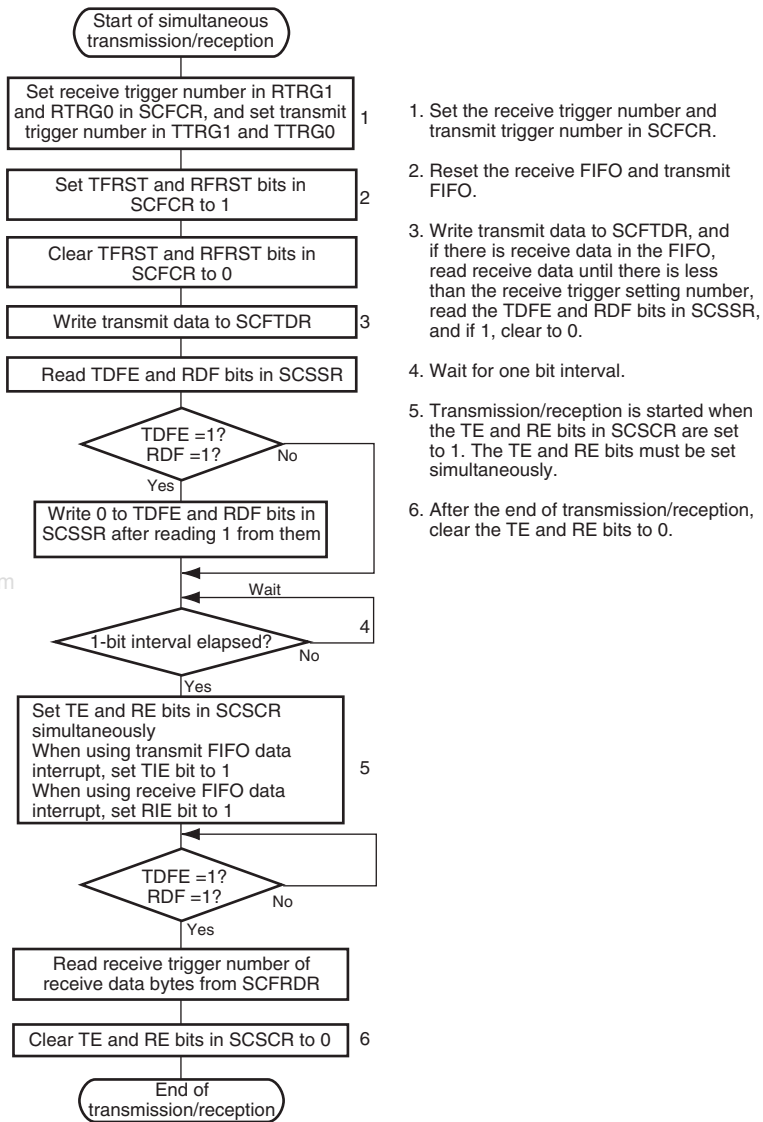 Start of simultaneous
transmission/reception
Set receive trigger number in RTRG1
and RTRG0 in SCFCR, and set transmit
trigger number in TTRG1 and TTRG0
1
Set TFRST and RFRST bits in
SCFCR to 1
2
Clear TFRST and RFRST bits in
SCFCR to 0
Write transmit data to SCFTDR
3
Read TDFE and RDF bits in SCSSR
TDFE =1?
RDF =1?
No
Yes
Write 0 to TDFE and RDF bits in
SCSSR after reading 1 from them
m
Wait
1-bit interval elapsed?
4
No
Yes
Set TE and RE bits in SCSCR
simultaneously
When using transmit FIFO data
interrupt, set TIE bit to 1
When using receive FIFO data
interrupt, set RIE bit to 1
5
TDFE =1?
RDF =1?
No
Yes
Read receive trigger number of
receive data bytes from SCFRDR
Clear TE and RE bits in SCSCR to 0
6
End of
transmission/reception
1. Set the receive trigger number and
transmit trigger number in SCFCR.
2. Reset the receive FIFO and transmit
FIFO.
3. Write transmit data to SCFTDR, and
if there is receive data in the FIFO,
read receive data until there is less
than the receive trigger setting number,
read the TDFE and RDF bits in SCSSR,
and if 1, clear to 0.
4. Wait for one bit interval.
5. Transmission/reception is started when
the TE and RE bits in SCSCR are set
to 1. The TE and RE bits must be set
simultaneously.
6. After the end of transmission/reception,
clear the TE and RE bits to 0.